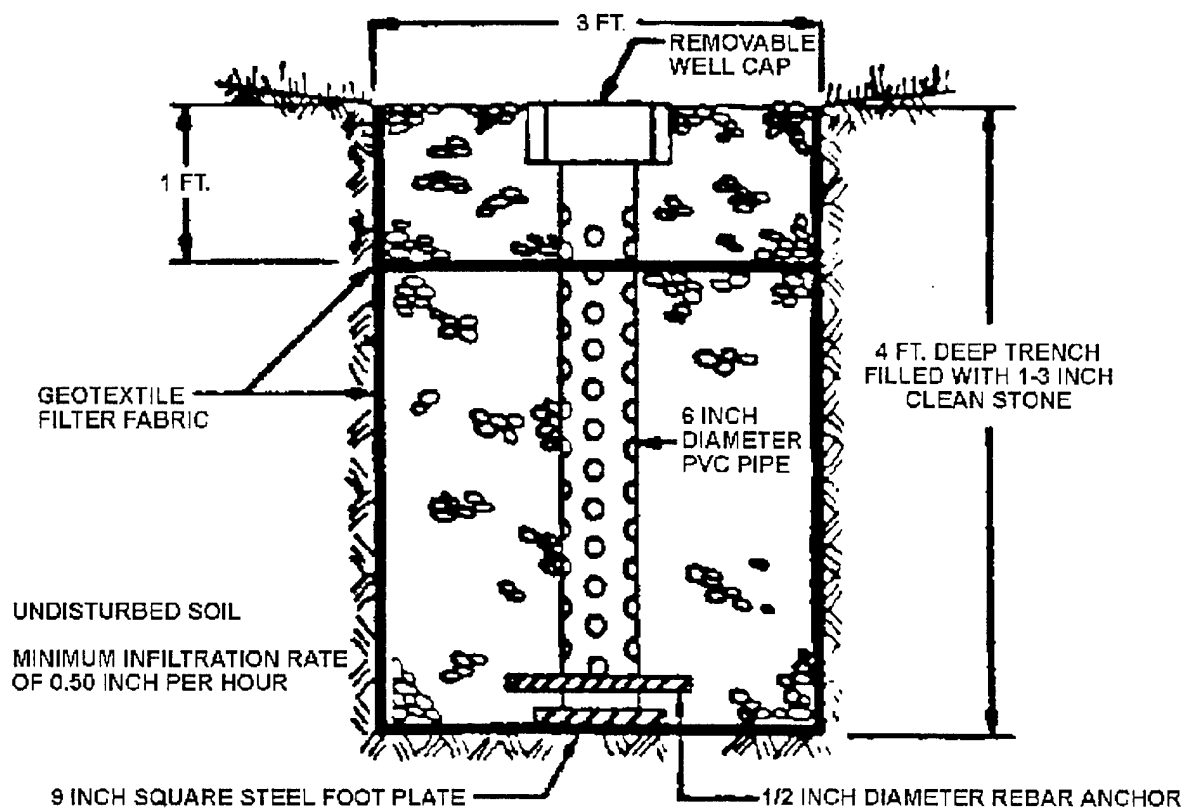 3 FT.
REMOVABLE
WELL CAP
1 FT.
4 FT. DEEP TRENCH
FILLED WITH 1-3 INCH
CLEAN STONE
GEOTEXTILE
FILTER FABRIC
6 INCH
DIAMETER
PVC PIPE
UNDISTURBED SOIL
MINIMUM INFILTRATION RATE
OF 0.50 INCH PER HOUR
9 INCH SQUARE STEEL FOOT PLATE
1/2 INCH DIAMETER REBAR ANCHOR